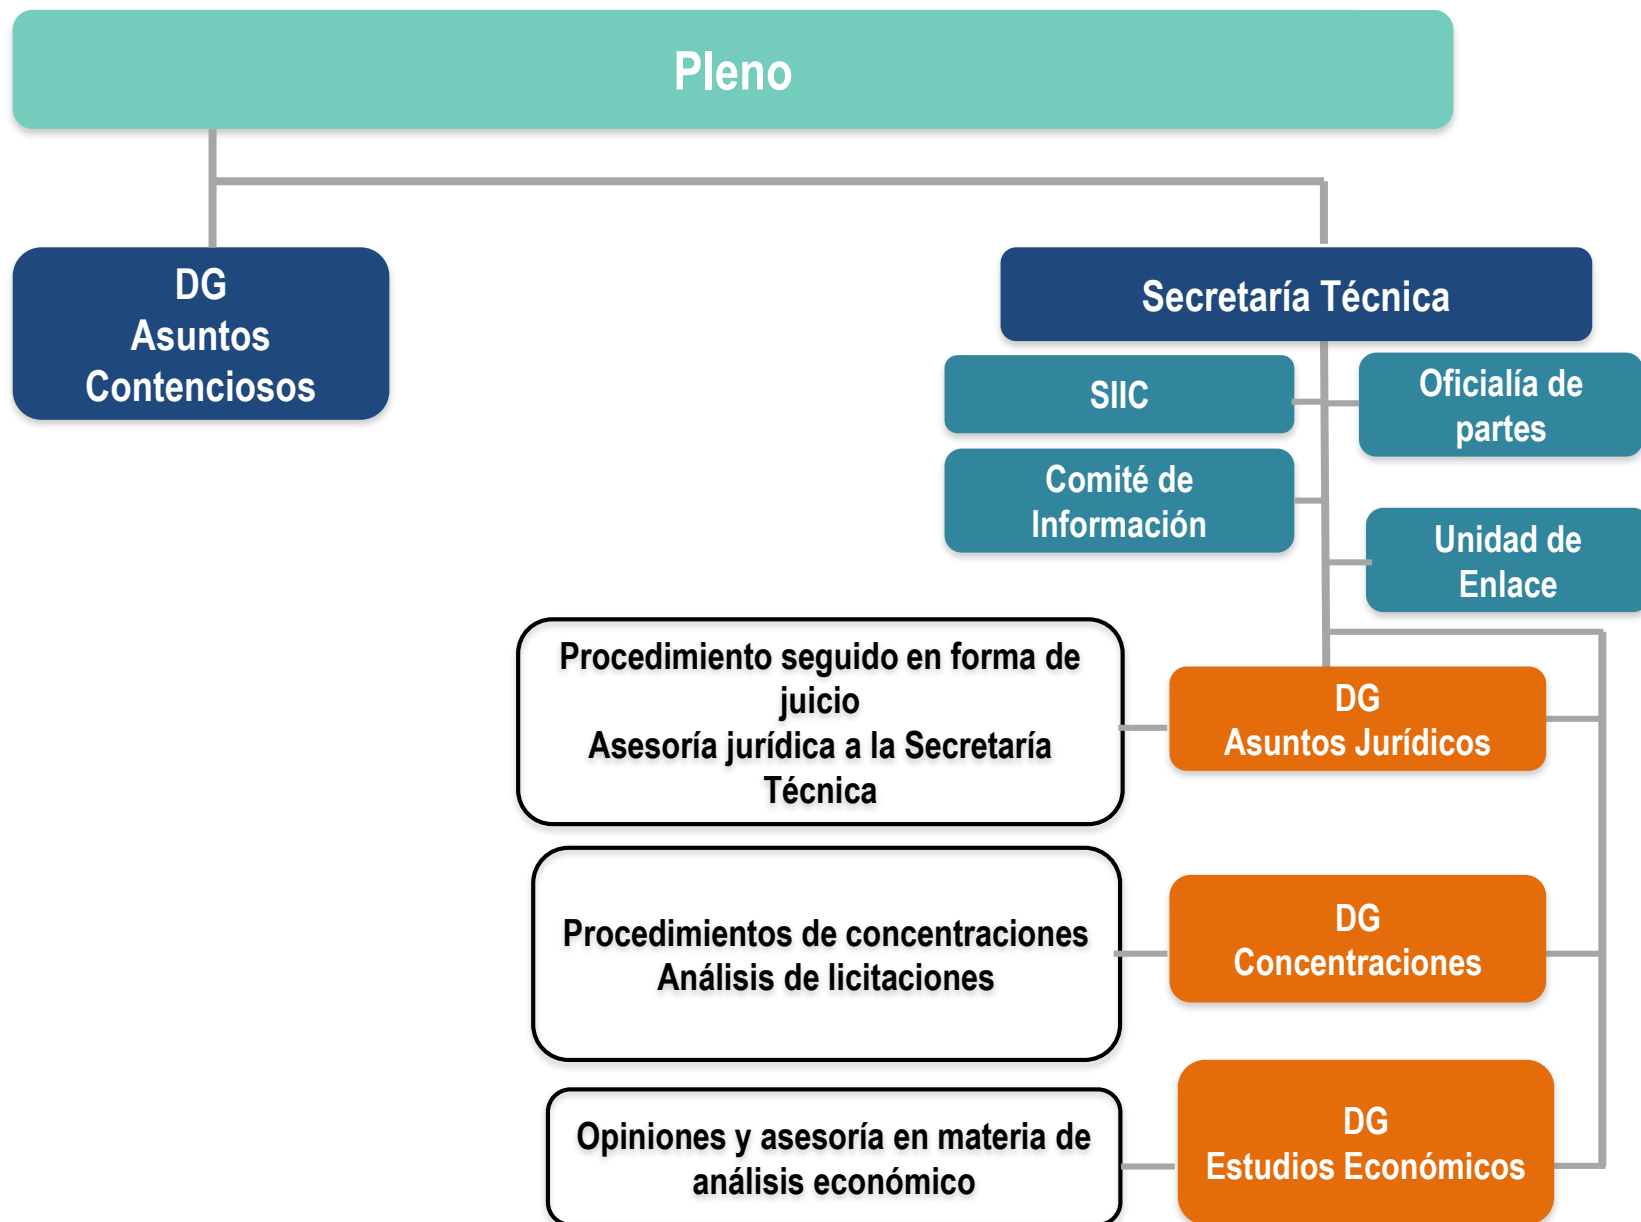 Pleno
DG
Asuntos
Contenciosos
Secretaría Técnica
SIIC
Oficialía de
partes
Comité de
Información
Unidad de
Enlace
Procedimiento seguido en forma de
juicio
Asesoría jurídica a la Secretaría
Técnica
DG
Asuntos Jurídicos
Procedimientos de concentraciones
Análisis de licitaciones
DG
Concentraciones
Opiniones y asesoría en materia de
análisis económico
DG
Estudios Económicos